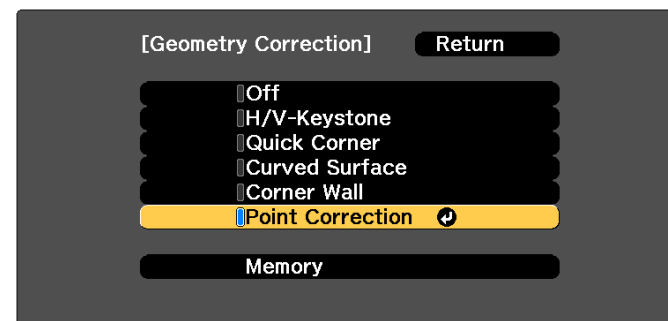 [Geometry Correction] Return
Off
H/V-Keystone
Quick Corner
Curved Surface
Corner Wall
Point Correction
Memory